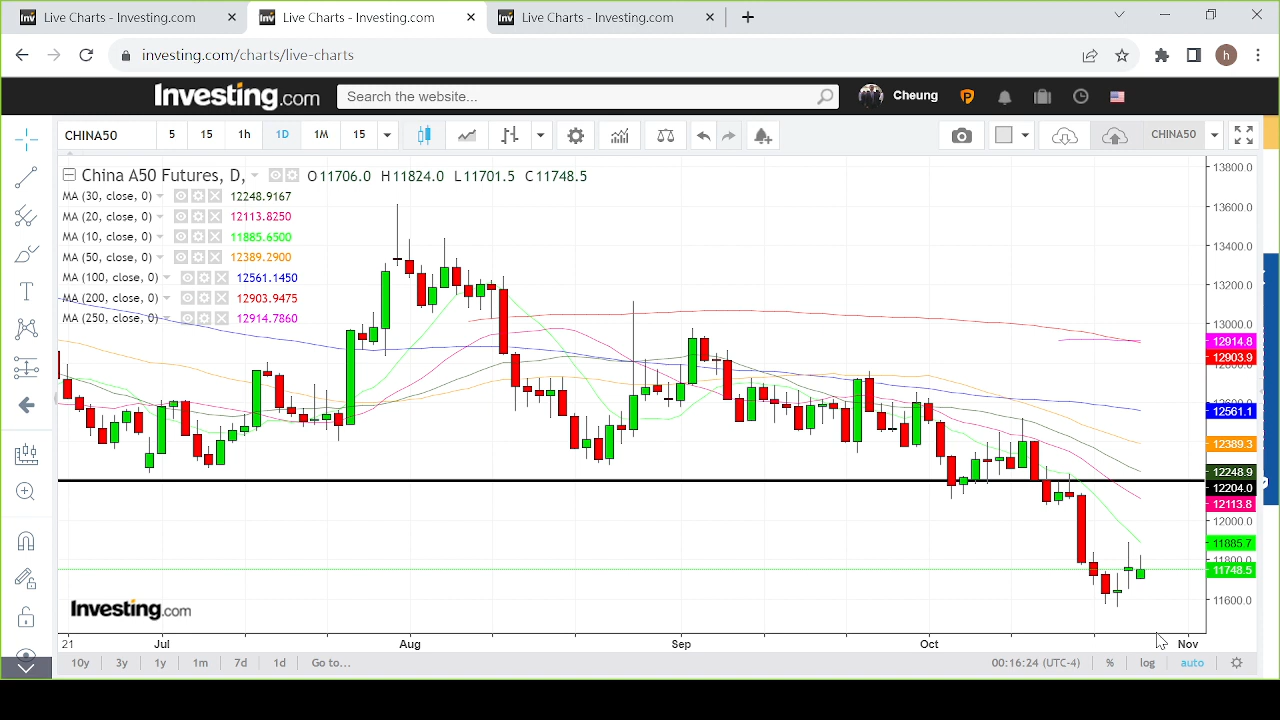 Live Charts - Investing.com
Live Charts - Investing.com
Live Charts - Investing.com
investing.com/charts/live-charts
h
Investing.com
Search the website...
Cheung
P
CHINA50
5
15
1h
1D
1M
15
CHINA50
China A50 Futures, D,
O 11706.0 H 11824.0 L 11701.5 C 11748.5
MA (30, close, 0) 12248.9167
MA (20, close, 0) 12113.8250
MA (10, close, 0) 11885.6500
MA (50, close, 0) 12389.2900
MA (100, close, 0) 12561.1450
MA (200, close, 0) 12903.9475
MA (250, close, 0) 12914.7860
13800.0
13600.0
13400.0
13200.0
13000.0
12914.8
12903.9
12800.0
12600.0
12561.1
12389.3
12248.9
12204.0
12113.8
12000.0
11885.7
11800.0
11748.5
11600.0
Investing.com
21 Jul Aug Sep Oct Nov
10y 3y 1y 1m 7d 1d Go to... 00:16:24 (UTC-4) % log auto